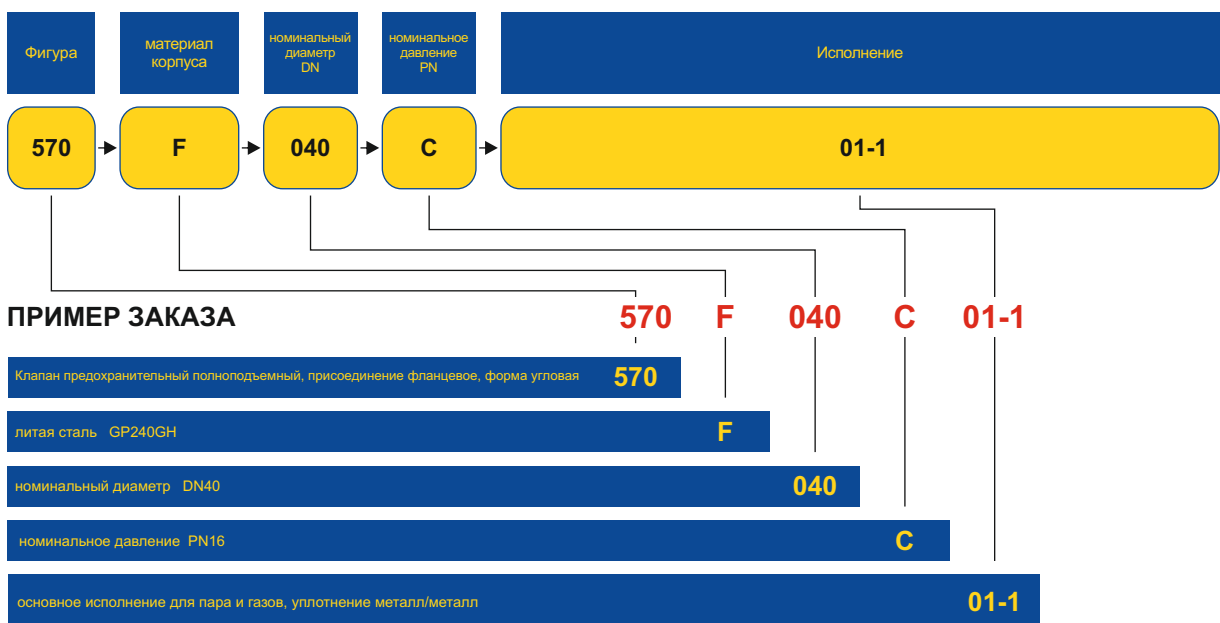 Фигура
материал
корпуса
номинальный
диаметр
DN
номинальное
давление
PN
Исполнение
570
F
040
C
01-1
ПРИМЕР ЗАКАЗА 570 F 040 C 01-1
Клапан предохранительный полноподъемный, присоединение фланцевое, форма угловая 570
литая сталь GP240GH F
номинальный диаметр DN40 040
номинальное давление PN16 C
основное исполнение для пара и газов, уплотнение металл/металл 01-1